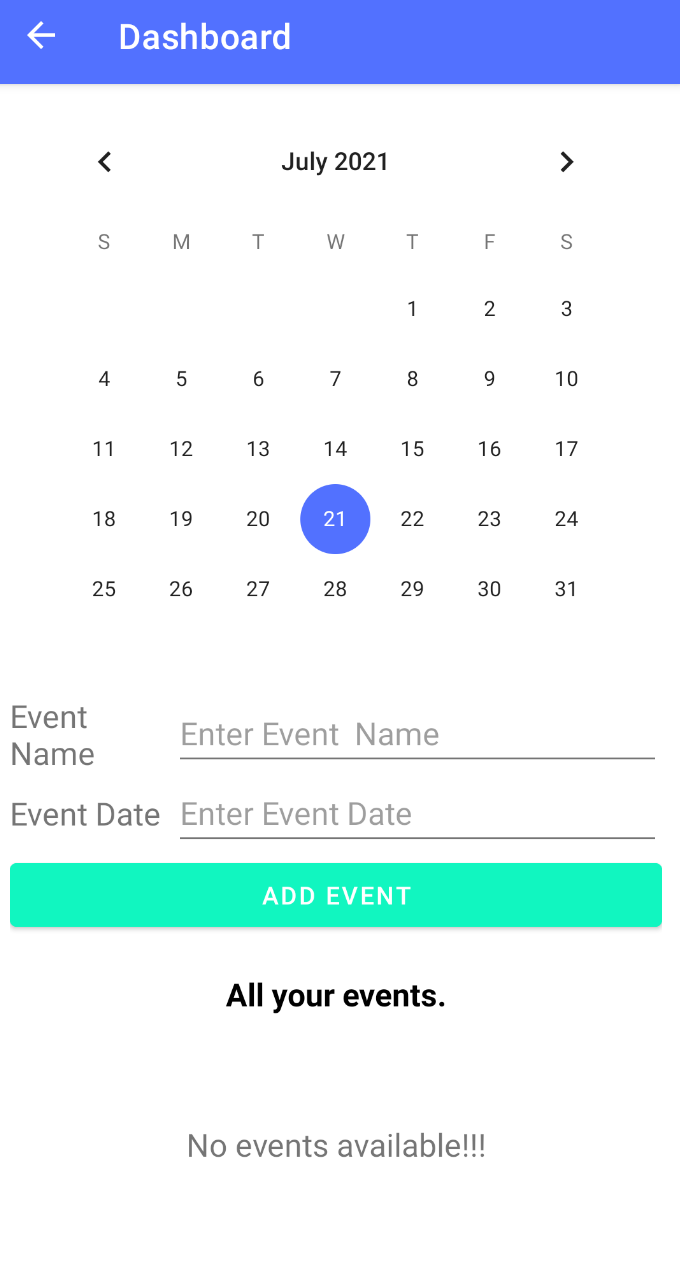 Dashboard
July 2021
S M T W T F S
1 2 3
4 5 6 7 8 9 10
11 12 13 14 15 16 17
18 19 20 21 22 23 24
25 26 27 28 29 30 31
Event
Name
Enter Event  Name
Event Date Enter Event Date
ADD EVENT
All your events.
No events available!!!